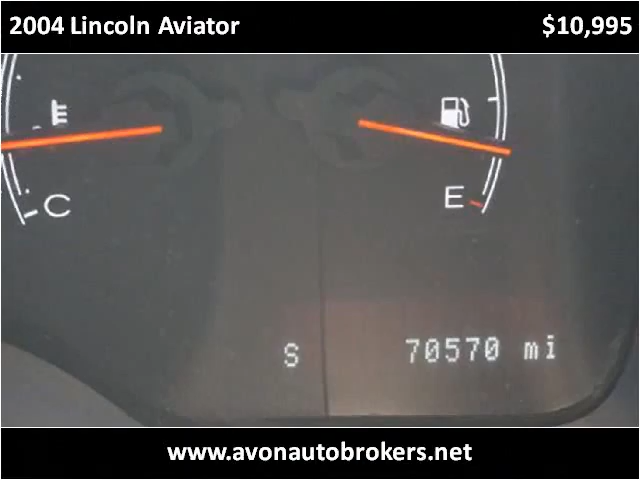 2004 Lincoln Aviator $10,995
C
E
S 70570 mi
www.avonautobrokers.net